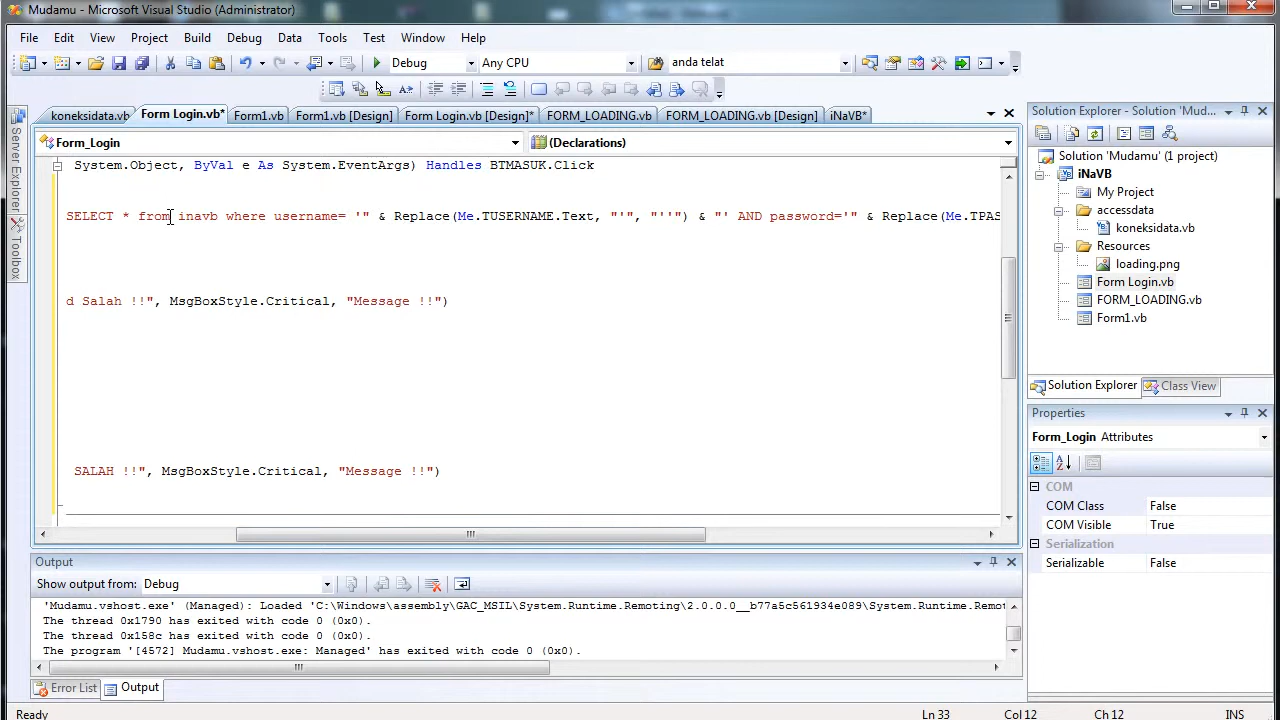 Mudamu - Microsoft Visual Studio (Administrator)
File Edit View Project Build Debug Data Tools Test Window Help
Debug Any CPU anda telat
koneksidata.vb Form Login.vb* Form1.vb Form1.vb [Design] Form Login.vb [Design]* FORM_LOADING.vb FORM_LOADING.vb [Design] iNaVB*
Form_Login (Declarations)
System.Object, ByVal e As System.EventArgs) Handles BTMASUK.Click
SELECT * from inavb where username= '" & Replace(Me.TUSERNAME.Text, "'", "''") & "' AND password='" & Replace(Me.TPAS
d Salah !!", MsgBoxStyle.Critical, "Message !!")
SALAH !!", MsgBoxStyle.Critical, "Message !!")
Server Explorer
Toolbox
Solution Explorer - Solution 'Mud...
Solution 'Mudamu' (1 project)
iNaVB
My Project
accessdata
koneksidata.vb
Resources
loading.png
Form Login.vb
FORM_LOADING.vb
Form1.vb
Solution Explorer Class View
Properties
Form_Login Attributes
COM
COM Class False
COM Visible True
Serialization
Serializable False
Output
Show output from: Debug
'Mudamu.vshost.exe' (Managed): Loaded 'C:\Windows\assembly\GAC_MSIL\System.Runtime.Remoting\2.0.0.0__b77a5c561934e089\System.Runtime.Remot
The thread 0x1790 has exited with code 0 (0x0).
The thread 0x158c has exited with code 0 (0x0).
The program '[4572] Mudamu.vshost.exe: Managed' has exited with code 0 (0x0).
Error List Output
Ready Ln 33 Col 12 Ch 12 INS